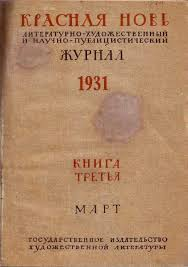 КРАСНАЯ НОВЬ
ЛИТЕРАТУРНО-ХУДОЖЕСТВЕННЫЙ
И НАУЧНО-ПУБЛИЦИСТИЧЕСКИЙ
ЖУРНАЛ
1931
КНИГА
ТРЕТЬЯ
МАРТ
ГОСУДАРСТВЕННОЕ ИЗДАТЕЛЬСТВО
ХУДОЖЕСТВЕННОЙ ЛИТЕРАТУРЫ